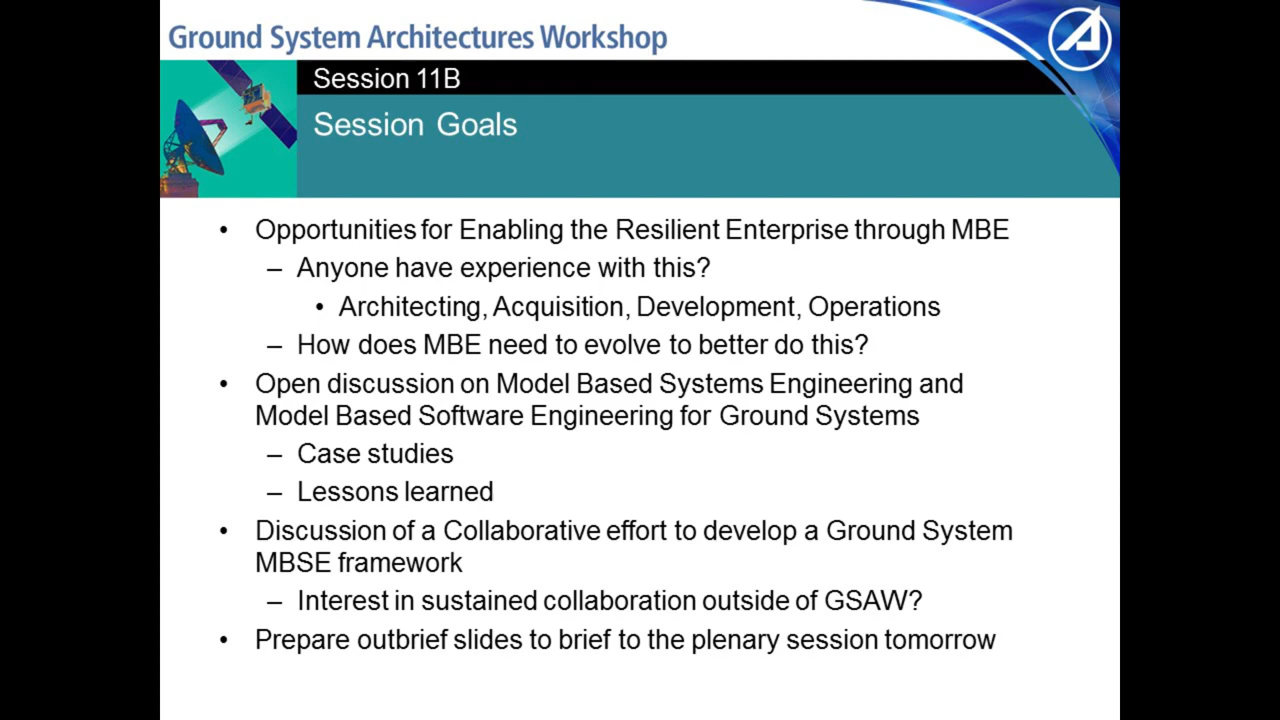 Ground System Architectures Workshop
Session 11B
Session Goals
• Opportunities for Enabling the Resilient Enterprise through MBE
– Anyone have experience with this?
• Architecting, Acquisition, Development, Operations
– How does MBE need to evolve to better do this?
• Open discussion on Model Based Systems Engineering and
Model Based Software Engineering for Ground Systems
– Case studies
– Lessons learned
• Discussion of a Collaborative effort to develop a Ground System
MBSE framework
– Interest in sustained collaboration outside of GSAW?
• Prepare outbrief slides to brief to the plenary session tomorrow